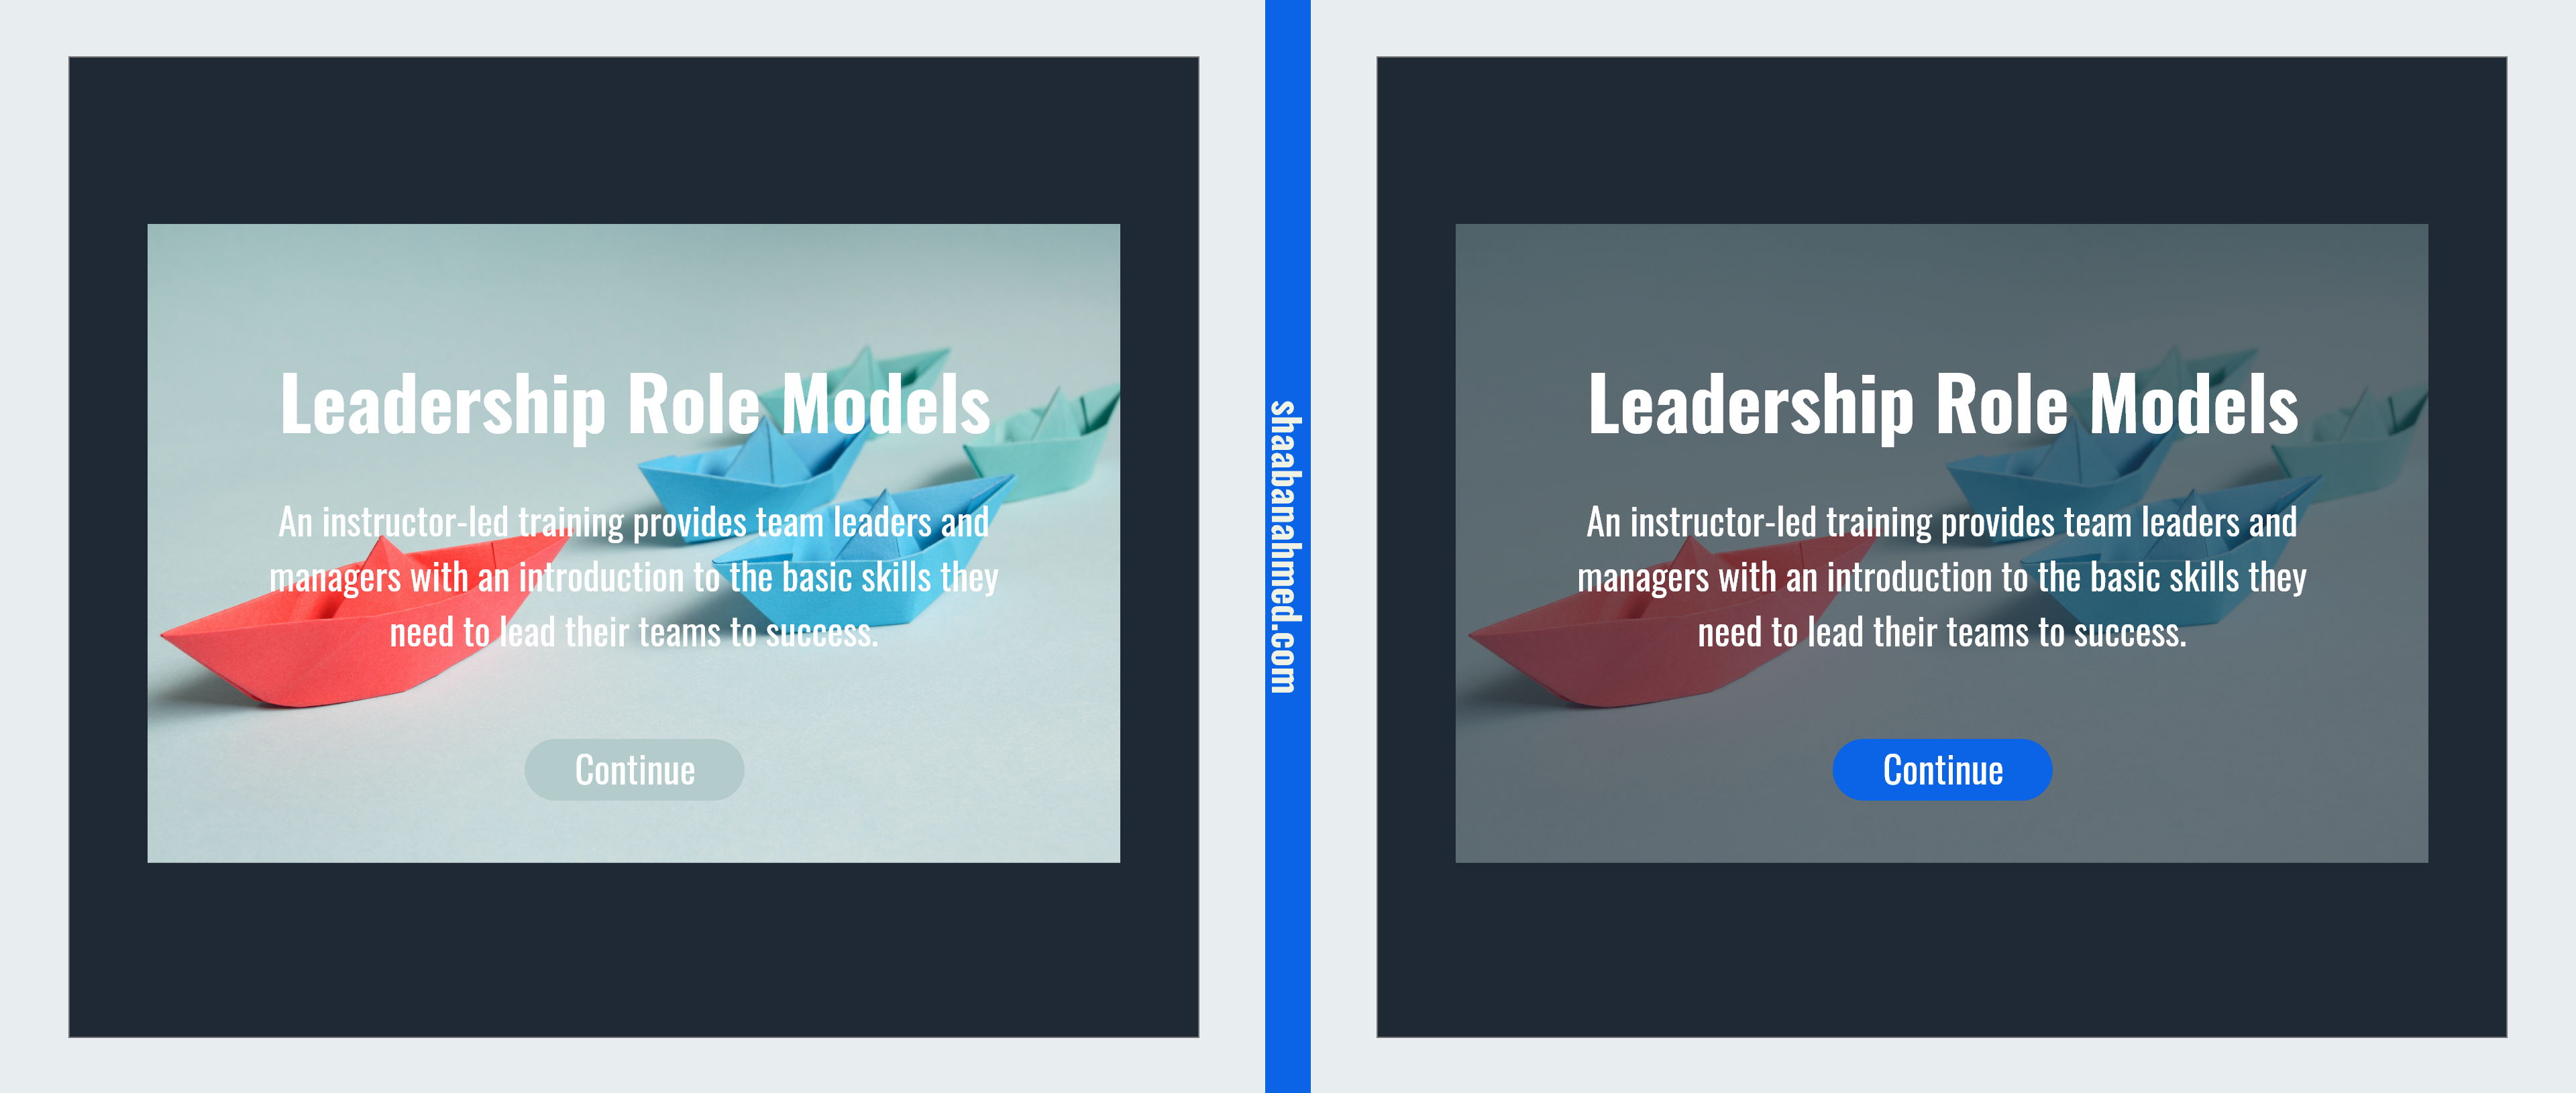 Leadership Role Models
An instructor-led training provides team leaders and
managers with an introduction to the basic skills they
need to lead their teams to success.
Continue
shaabanahmed.com
Leadership Role Models
An instructor-led training provides team leaders and
managers with an introduction to the basic skills they
need to lead their teams to success.
Continue